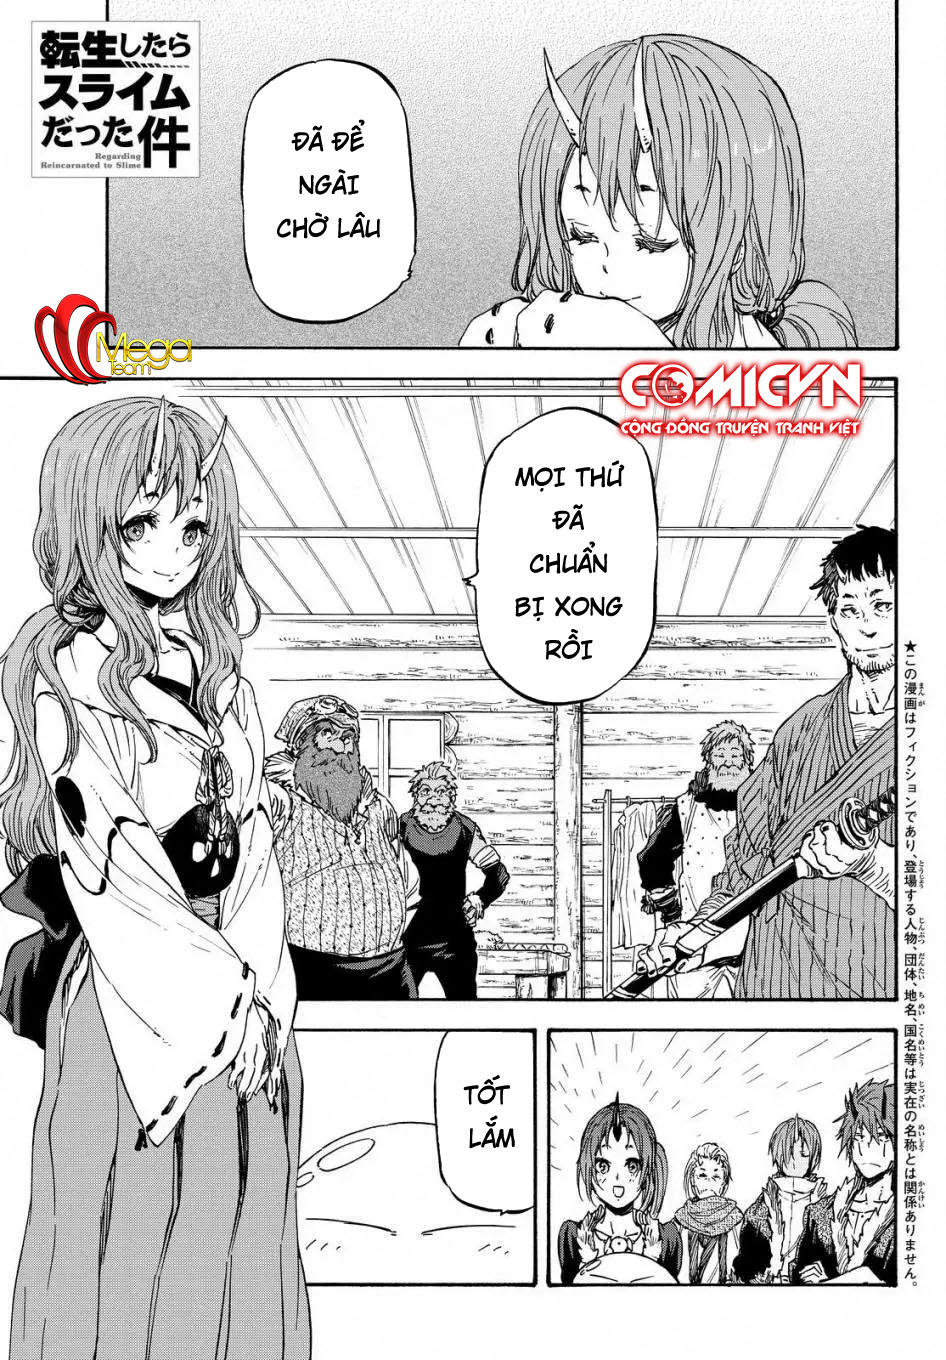 転生したら
スライム
だった件
Regarding
Reincarnated to Slime
ĐÃ ĐỂ
NGÀI
CHỜ LÂU
Mega
Team
COMICVN
CỘNG ĐỒNG TRUYỆN TRANH VIỆT
MỌI THỨ
ĐÃ
CHUẨN
BỊ XONG
RỒI
TỐT
LẮM
★この漫画はフィクションであり、登場する人物、団体、地名、国名等は実在の名称とは関係ありません。